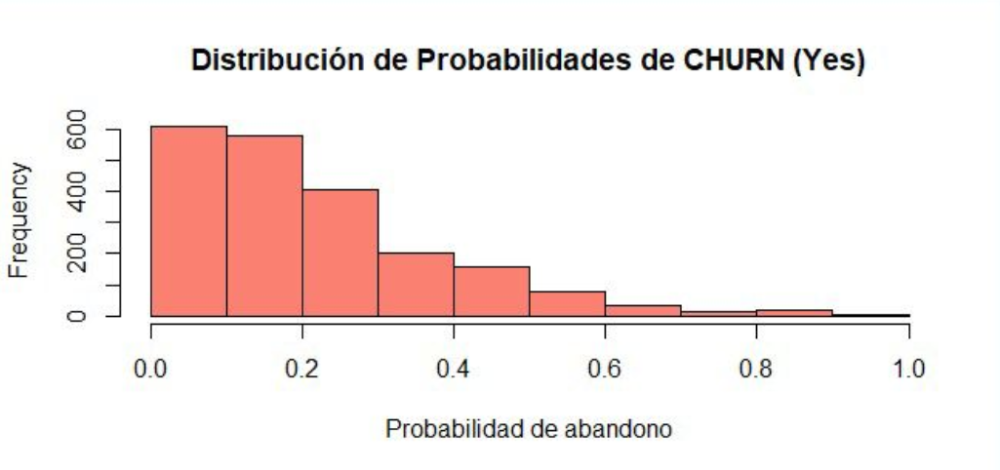 Distribución de Probabilidades de CHURN (Yes)
Frequency
600
400
200
0
0.0 0.2 0.4 0.6 0.8 1.0
Probabilidad de abandono